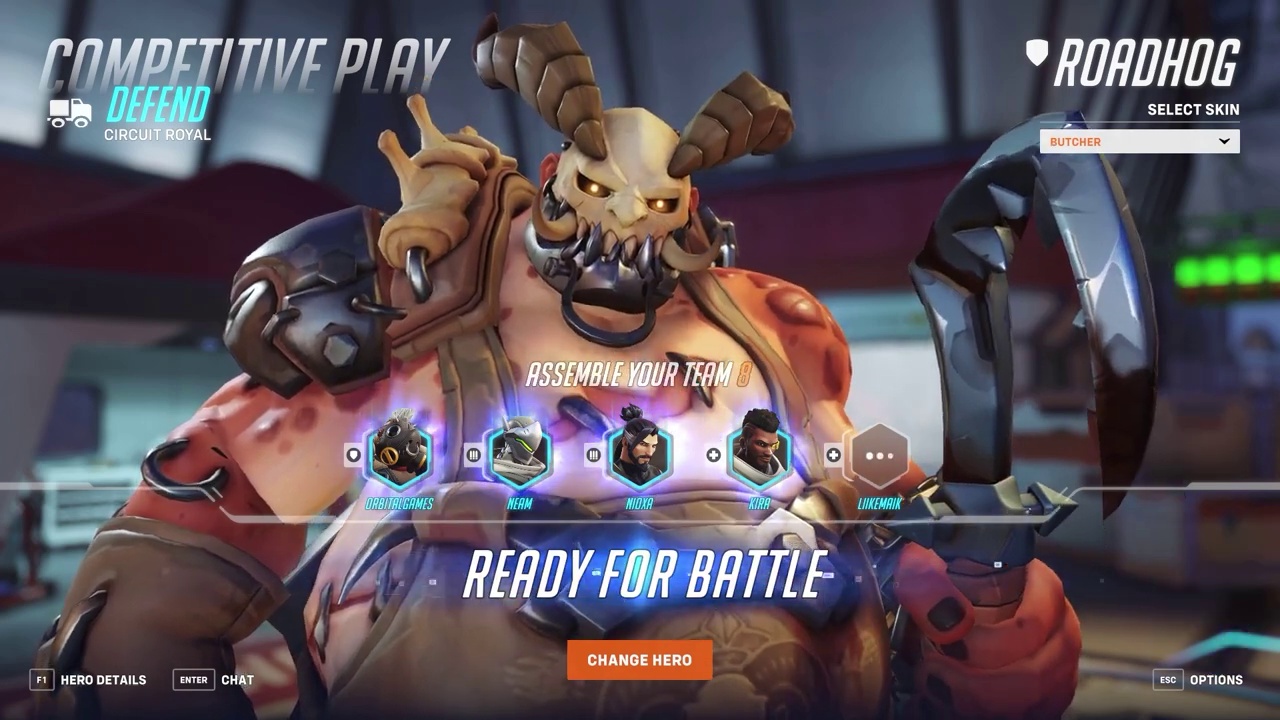 COMPETITIVE PLAY
DEFEND
CIRCUIT ROYAL
ROADHOG
SELECT SKIN
BUTCHER
ASSEMBLE YOUR TEAM 8
ORBITALGAMES
NEAM
NIOXA
KIRA
LIIKEMAIK
READY FOR BATTLE
CHANGE HERO
F1 HERO DETAILS
ENTER CHAT
ESC OPTIONS